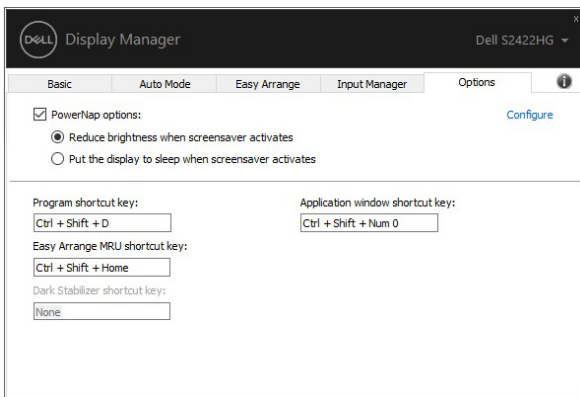 DELL Display Manager
Dell S2422HG
Basic Auto Mode Easy Arrange Input Manager Options
PowerNap options:
Configure
Reduce brightness when screensaver activates
Put the display to sleep when screensaver activates
Program shortcut key:
Ctrl + Shift + D
Application window shortcut key:
Ctrl + Shift + Num 0
Easy Arrange MRU shortcut key:
Ctrl + Shift + Home
Dark Stabilizer shortcut key:
None